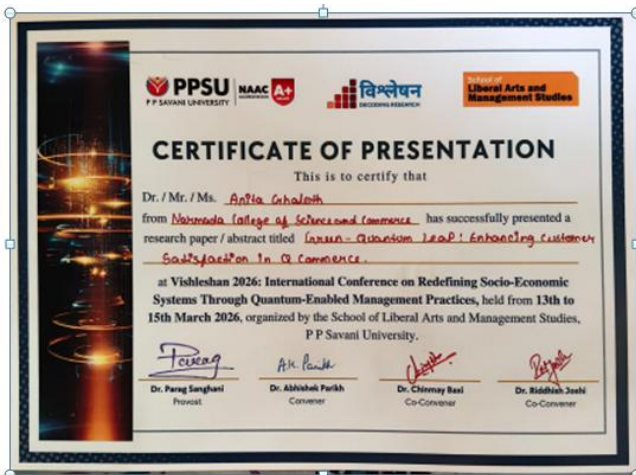 PPSU
P P SAVANI UNIVERSITY
NAAC
A+
विश्लेषन
DECODING RESEARCH
School of
Liberal Arts and
Management Studies
CERTIFICATE OF PRESENTATION
This is to certify that
Dr. / Mr. / Ms. Anita
from Narmada College of Science and Commerce has successfully presented a
research paper / abstract titled Green-Quantum Leap: Enhancing Customer
Satisfaction in Q Commerce.
at Vishleshan 2026: International Conference on Redefining Socio-Economic
Systems Through Quantum-Enabled Management Practices, held from 13th to
15th March 2026, organized by the School of Liberal Arts and Management Studies,
P P Savani University.
Parag
A.K. Parikh
Dr. Parag Sanghani
Provost
Dr. Abhishek Parikh
Convener
Dr. Chinmay Baxi
Co-Convener
Dr. Riddhish Joshi
Co-Convener